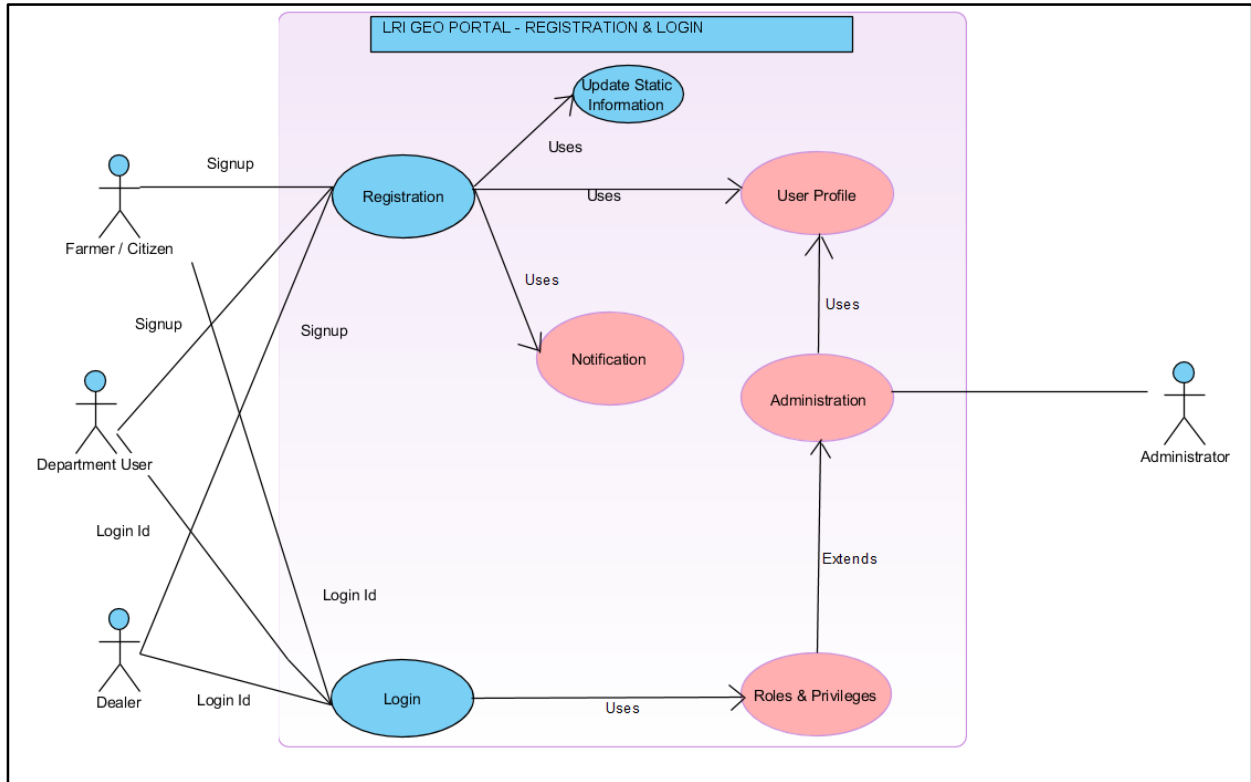 LRI GEO PORTAL - REGISTRATION & LOGIN
Update Static
Information
Uses
Signup
Registration
Uses
User Profile
Farmer / Citizen
Uses
Signup
Signup
Uses
Notification
Administration
Department User
Administrator
Login Id
Extends
Login Id
Dealer
Login Id
Login
Uses
Roles & Privileges